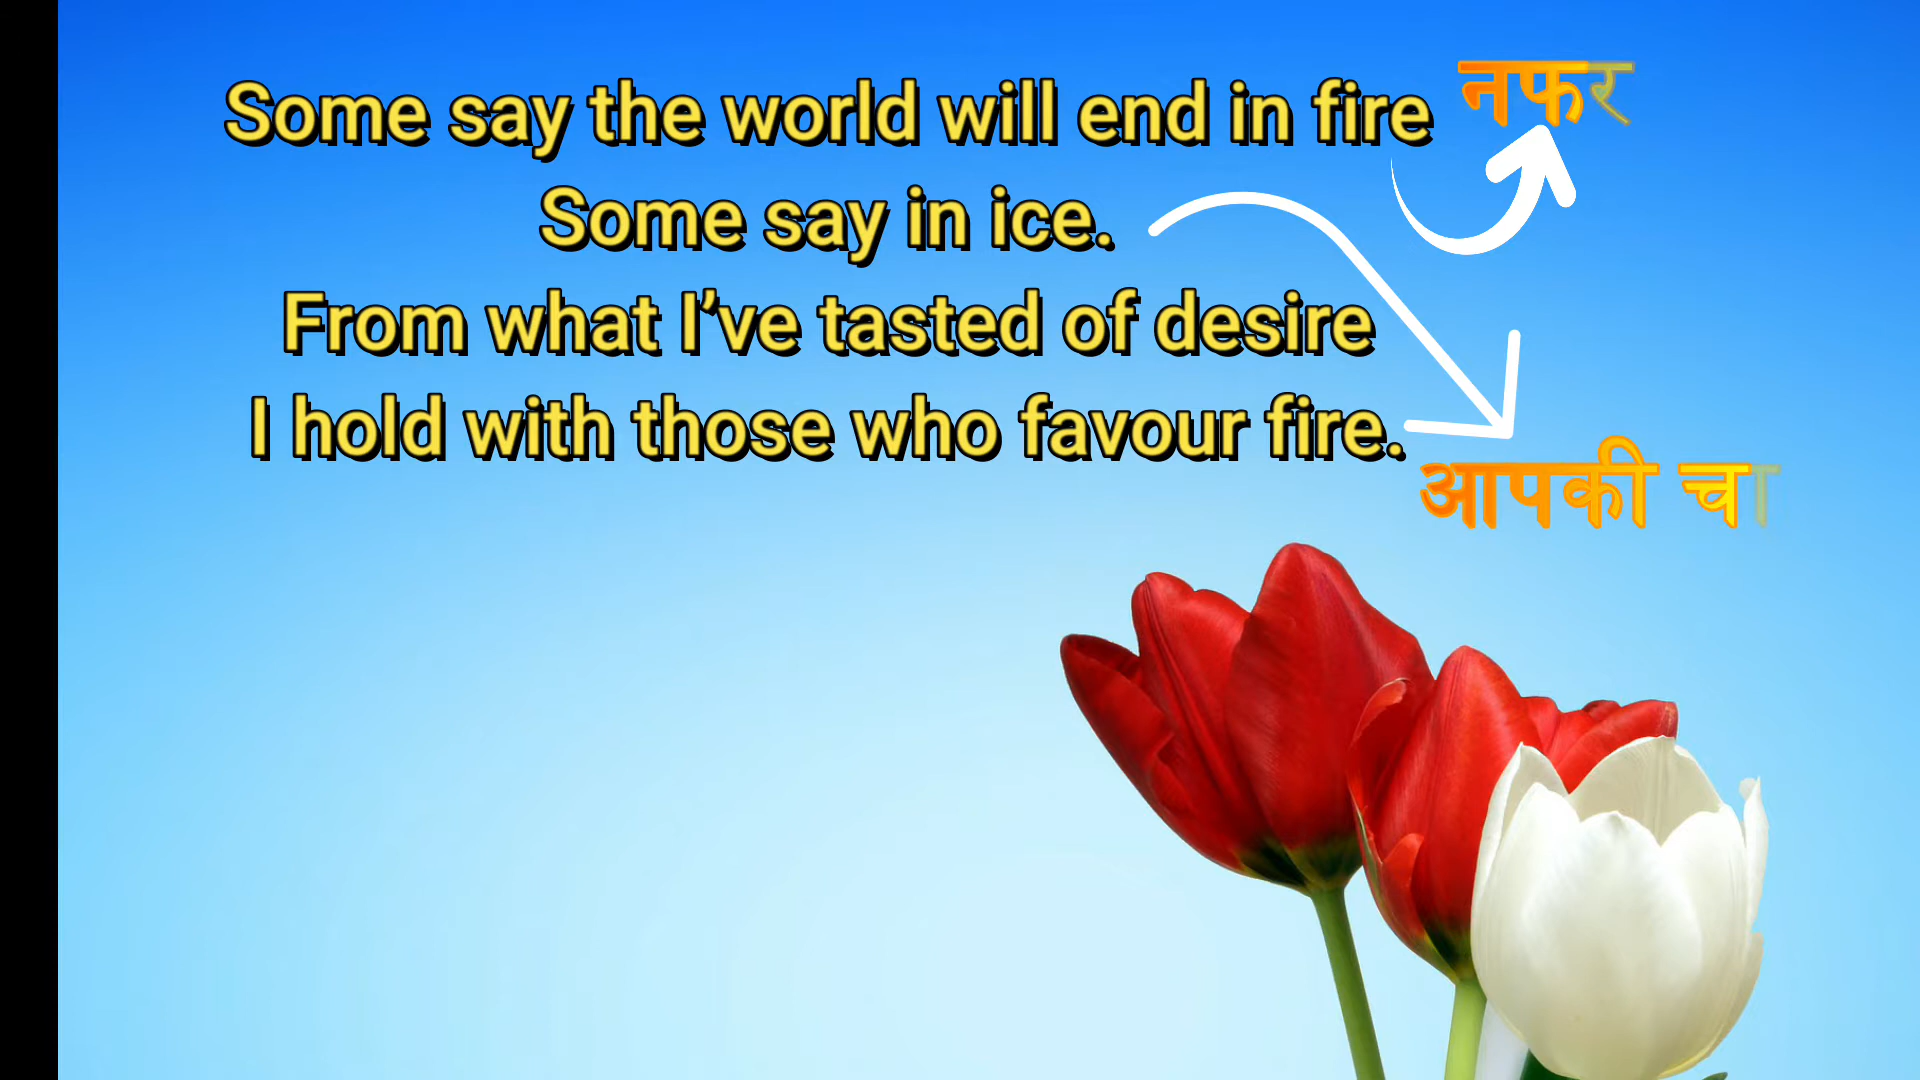 Some say the world will end in fire
नफर
Some say in ice.
From what I've tasted of desire
I hold with those who favour fire.
आपकी चा